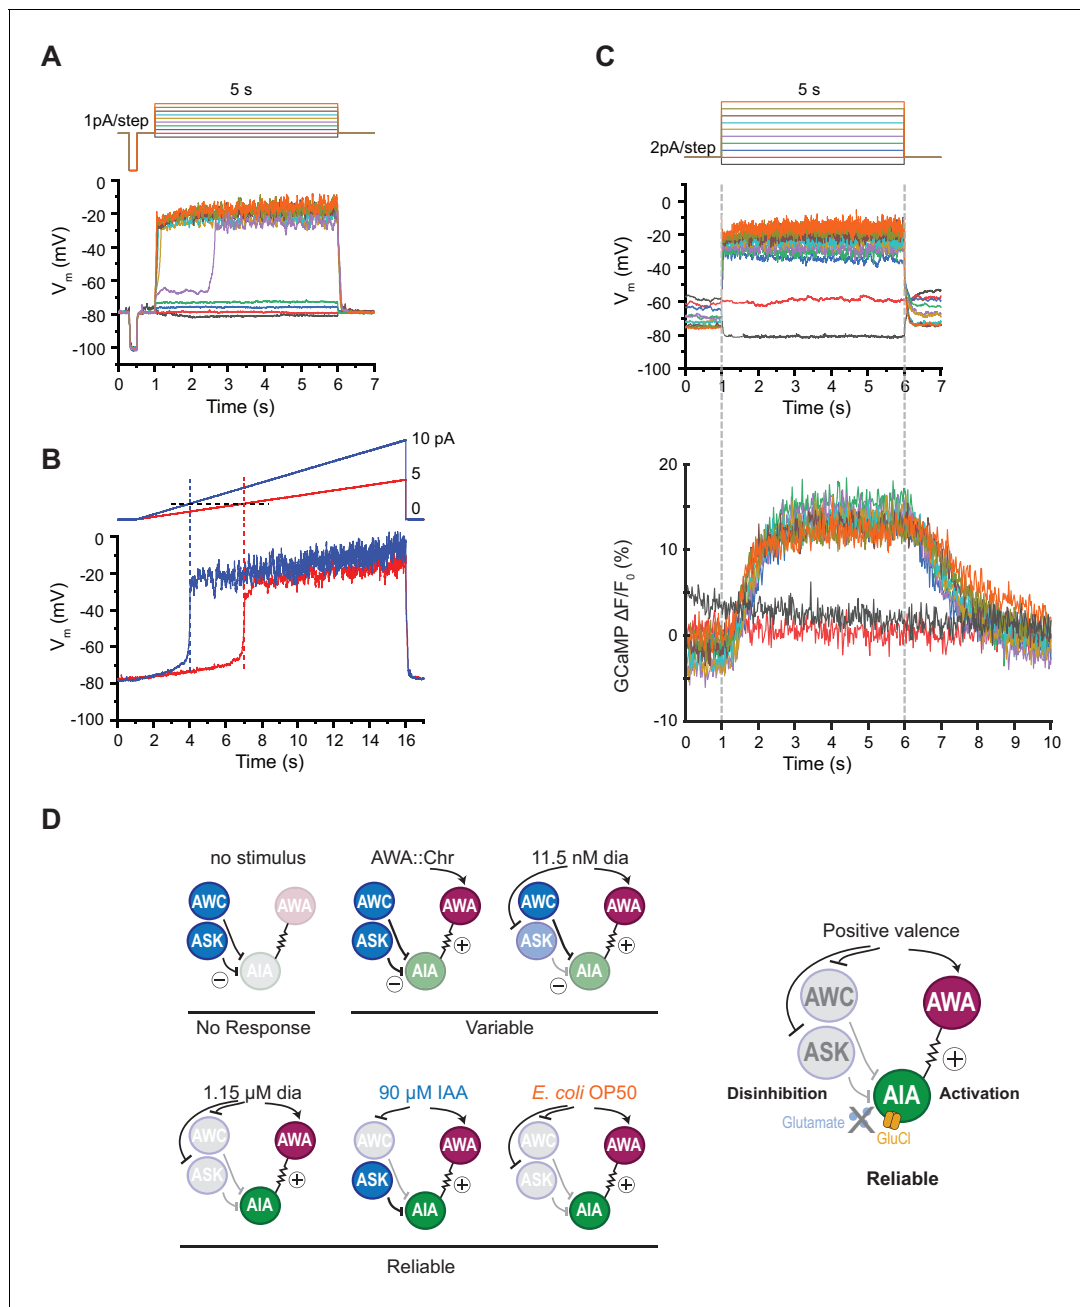 A
5 s
1pA/step
0
-20
-40
-60
-80
-100
V m (mV)
0 1 2 3 4 5 6 7
Time (s)
B
10 pA
5
0
0
-20
-40
-60
-80
-100
V m (mV)
0 2 4 6 8 10 12 14 16
Time (s)
C
5 s
2pA/step
0
-20
-40
-60
-80
-100
V m (mV)
0 1 2 3 4 5 6 7
Time (s)
20
10
0
-10
GCaMP ΔF/F0 (%)
0 1 2 3 4 5 6 7 8 9 10
Time (s)
D
no stimulus
AWC
ASK
AWA
AIA
−
No Response
AWA::Chr
AWC
ASK
AWA
AIA
−
+
11.5 nM dia
AWC
ASK
AWA
AIA
−
+
Variable
1.15 µM dia
AWC
ASK
AWA
AIA
+
90 µM IAA
AWC
ASK
AWA
AIA
+
E. coli OP50
AWC
ASK
AWA
AIA
+
Reliable
Positive valence
AWC
ASK
AWA
+
AIA
Disinhibition
Activation
Glutamate
GluCl
Reliable